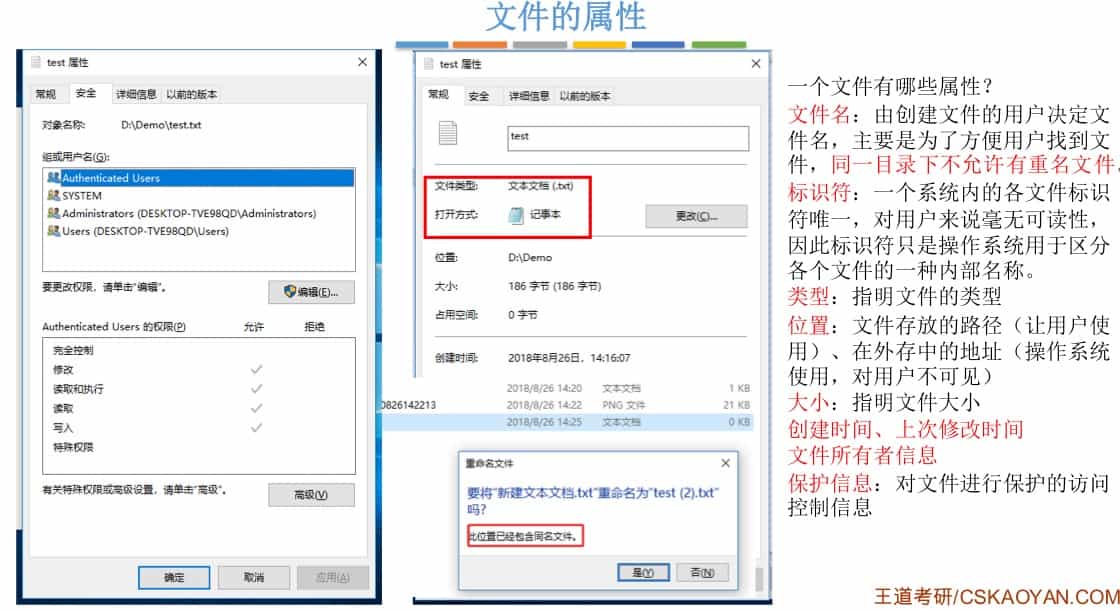 文件的属性
test 属性
常规 安全 详细信息 以前的版本
对象名称: D:\Demo\test.txt
组或用户名(G):
Authenticated Users
SYSTEM
Administrators (DESKTOP-TVE98QD\Administrators)
Users (DESKTOP-TVE98QD\Users)
要更改权限，请单击"编辑"。
编辑(E)...
Authenticated Users 的权限(P) 允许 拒绝
完全控制
修改
读取和执行
读取
写入
特殊权限
有关特殊权限或高级设置，请单击"高级"。
高级(V)
确定 取消 应用(A)
test 属性
常规 安全 详细信息 以前的版本
test
文件类型: 文本文档 (.txt)
打开方式: 记事本 更改(C)...
位置: D:\Demo
大小: 186 字节 (186 字节)
占用空间: 0 字节
创建时间: 2018年8月26日，14:16:07
2018/8/26 14:20 文本文档 1 KB
0826142213 2018/8/26 14:22 PNG 文件 21 KB
2018/8/26 14:25 文本文档 0 KB
重命名文件
要将"新建文本文档.txt"重命名为"test (2).txt"
吗?
此位置已经包含同名文件。
是(Y) 否(N)
一个文件有哪些属性？
文件名：由创建文件的用户决定文
件名，主要是为了方便用户找到文
件，同一目录下不允许有重名文件。
标识符：一个系统内的各文件标识
符唯一，对用户来说毫无可读性，
因此标识符只是操作系统用于区分
各个文件的一种内部名称。
类型：指明文件的类型
位置：文件存放的路径（让用户使
用）、在外存中的地址（操作系统
使用，对用户不可见）
大小：指明文件大小
创建时间、上次修改时间
文件所有者信息
保护信息：对文件进行保护的访问
控制信息
王道考研/CSKAOYAN.COM